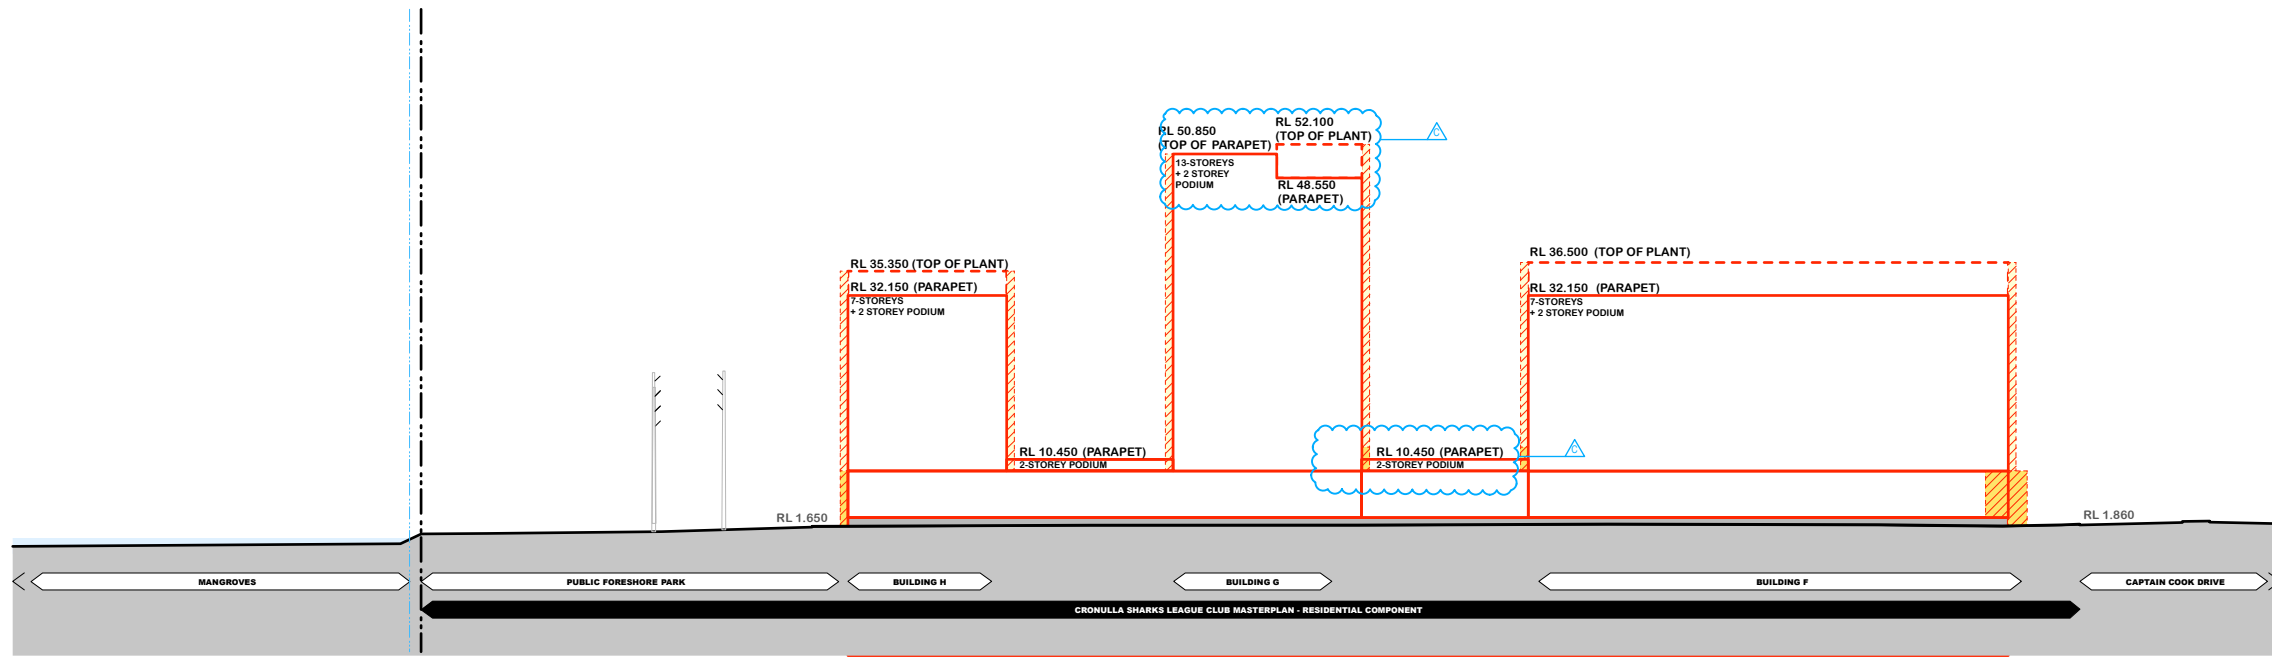 RL 50.850
(TOP OF PARAPET)
RL 52.100
(TOP OF PLANT)
C
13-STOREYS
+ 2 STOREY
PODIUM
RL 48.550
(PARAPET)
RL 35.350 (TOP OF PLANT)
RL 32.150 (PARAPET)
7-STOREYS
+ 2 STOREY PODIUM
RL 36.500 (TOP OF PLANT)
RL 32.150 (PARAPET)
7-STOREYS
+ 2 STOREY PODIUM
RL 10.450 (PARAPET)
2-STOREY PODIUM
RL 10.450 (PARAPET)
2-STOREY PODIUM
C
RL 1.650
RL 1.860
MANGROVES
PUBLIC FORESHORE PARK
BUILDING H
BUILDING G
BUILDING F
CAPTAIN COOK DRIVE
CRONULLA SHARKS LEAGUE CLUB MASTERPLAN - RESIDENTIAL COMPONENT